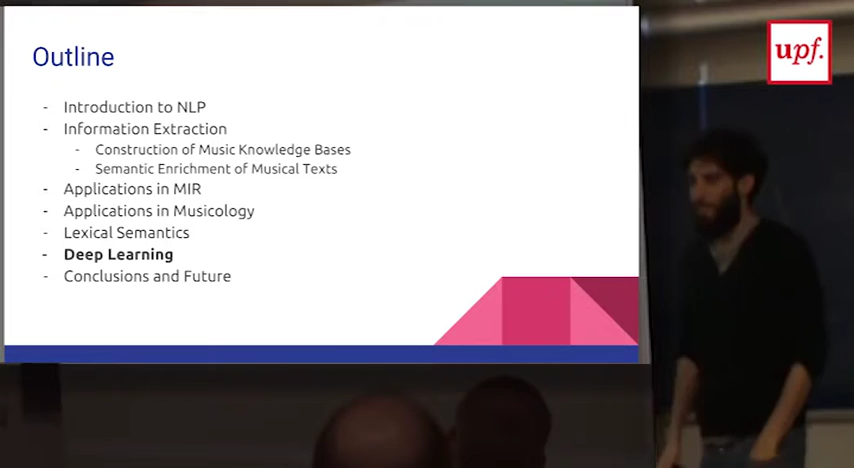 Outline
- Introduction to NLP
- Information Extraction
- Construction of Music Knowledge Bases
- Semantic Enrichment of Musical Texts
- Applications in MIR
- Applications in Musicology
- Lexical Semantics
- Deep Learning
- Conclusions and Future
upf.